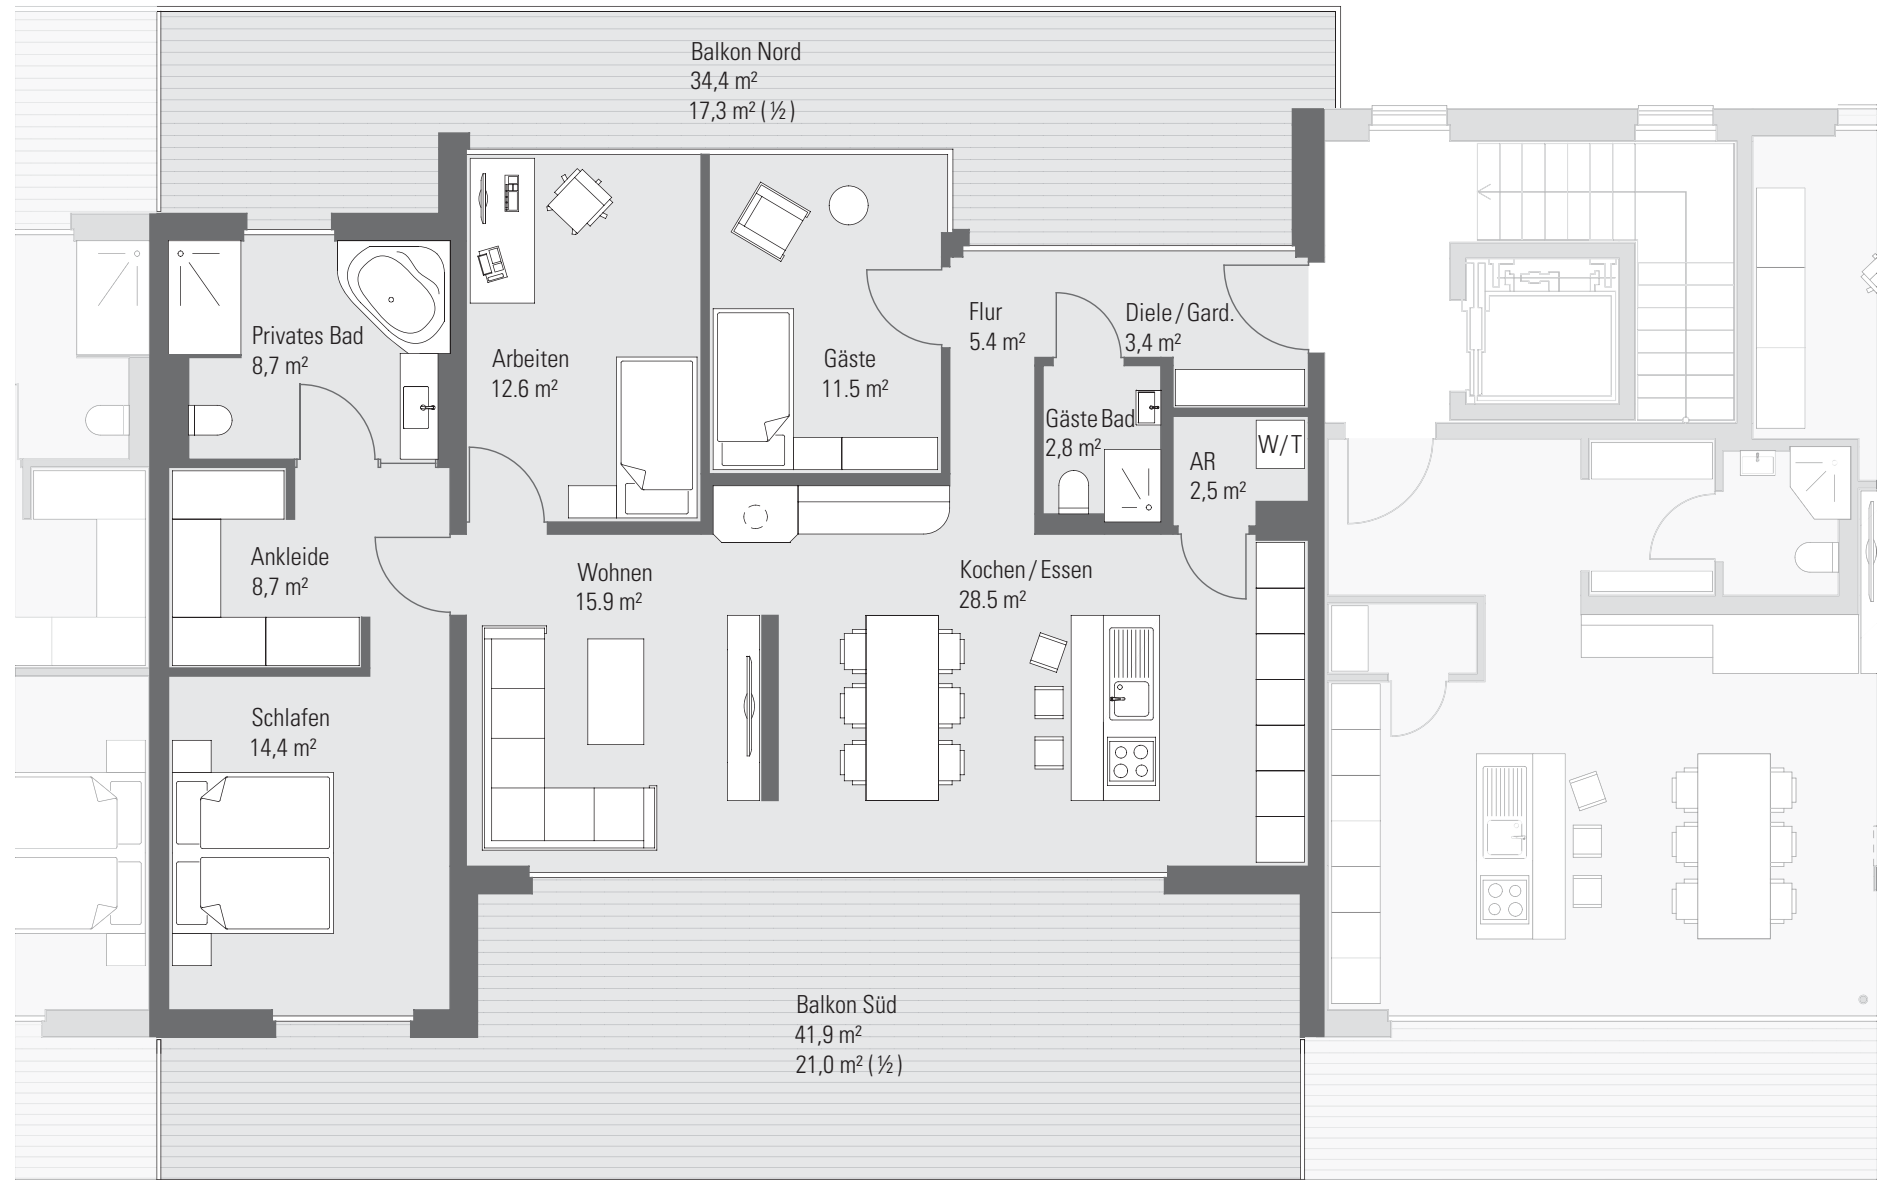 Balkon Nord
34,4 m²
17,3 m² ( ½ )
Privates Bad
8,7 m²
Arbeiten
12.6 m²
Gäste
11.5 m²
Flur
5.4 m²
Diele / Gard.
3,4 m²
Gäste Bad
2,8 m²
W / T
AR
2,5 m²
Ankleide
8,7 m²
Wohnen
15.9 m²
Kochen / Essen
28.5 m²
Schlafen
14,4 m²
Balkon Süd
41,9 m²
21,0 m² ( ½ )